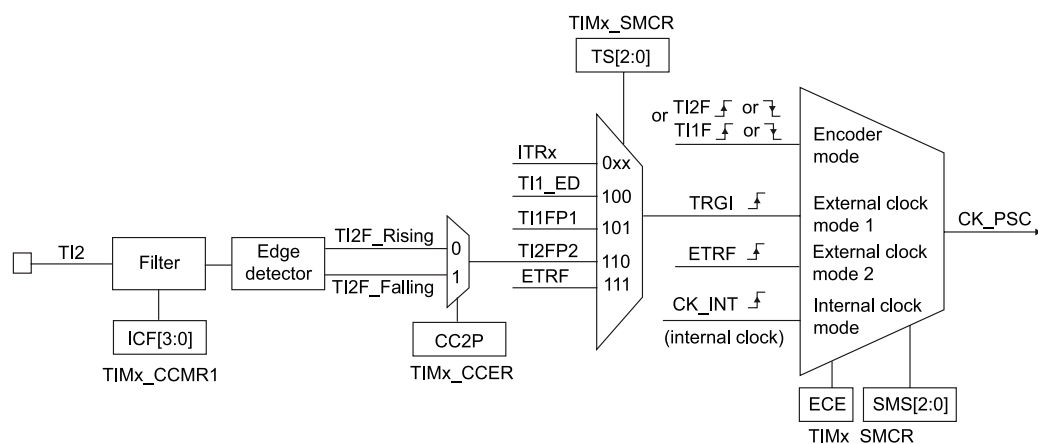 TIMx_SMCR
TS[2:0]
or TI2F or
TI1F or
Encoder
mode
ITRx
0xx
TI1_ED
100
TRGI
External clock
mode 1
TI1FP1
101
CK_PSC
TI2
Filter
Edge
detector
TI2F_Rising
0
TI2F_Falling
1
TI2FP2
110
ETRF
111
ETRF
External clock
mode 2
CK_INT
(internal clock)
Internal clock
mode
ICF[3:0]
TIMx_CCMR1
CC2P
TIMx_CCER
ECE
SMS[2:0]
TIMx_SMCR